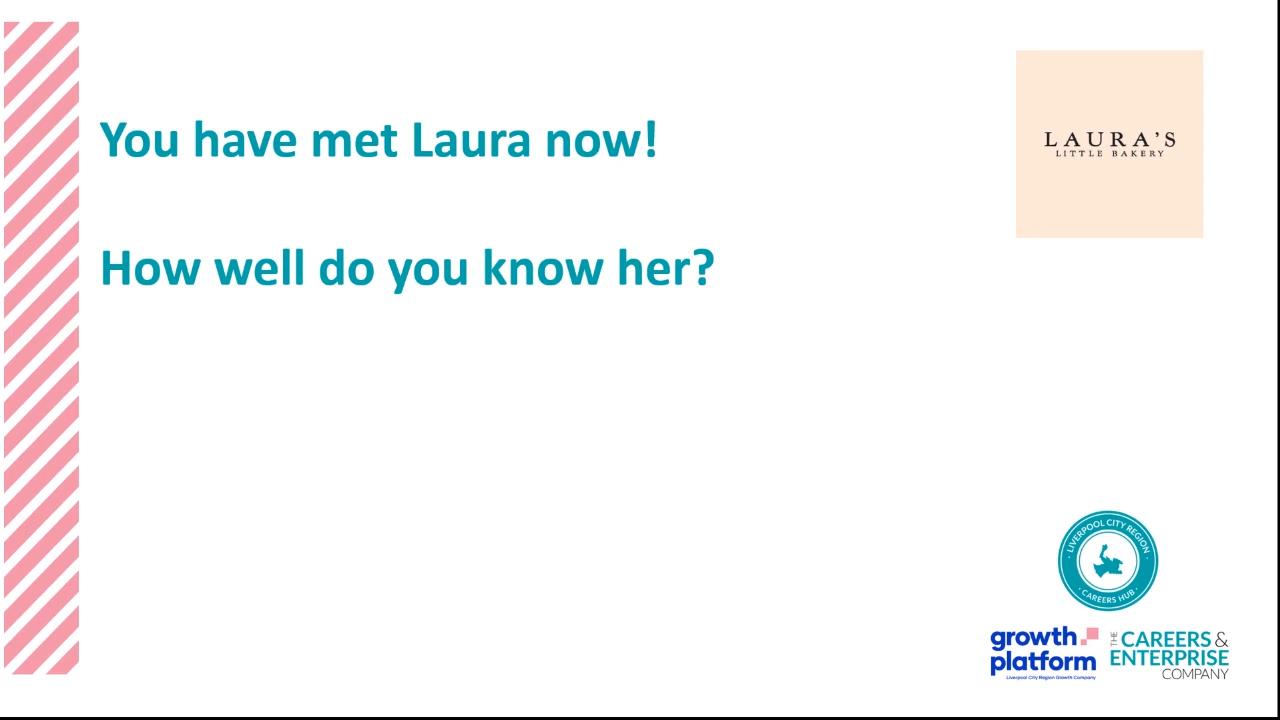 You have met Laura now!
LAURA'S
LITTLE BAKERY
How well do you know her?
LIVERPOOL CITY REGION
· CAREERS HUB ·
growth
platform
Liverpool City Region Growth Company
THE CAREERS &
ENTERPRISE
COMPANY